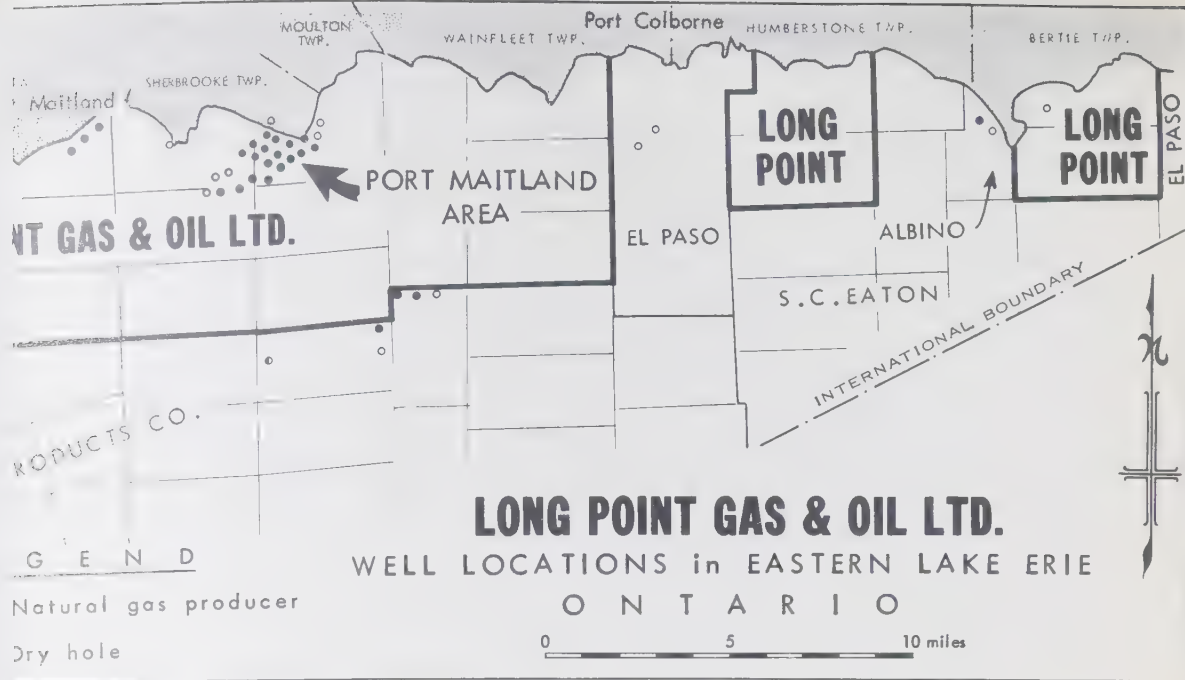 MOULTON
TWP.
WAINFLEET TWP.
Port Colborne
HUMBERSTONE TWP.
BERTIE TWP.
SHERBROOKE TWP.
Maitland
LONG
POINT
LONG
POINT
EL PASO
PORT MAITLAND
AREA
NT GAS & OIL LTD.
EL PASO
ALBINO
S.C. EATON
INTERNATIONAL BOUNDARY
RODUCTS CO.
N
LONG POINT GAS & OIL LTD.
WELL LOCATIONS in EASTERN LAKE ERIE
ONTARIO
0 5 10 miles
G E N D
Natural gas producer
Dry hole